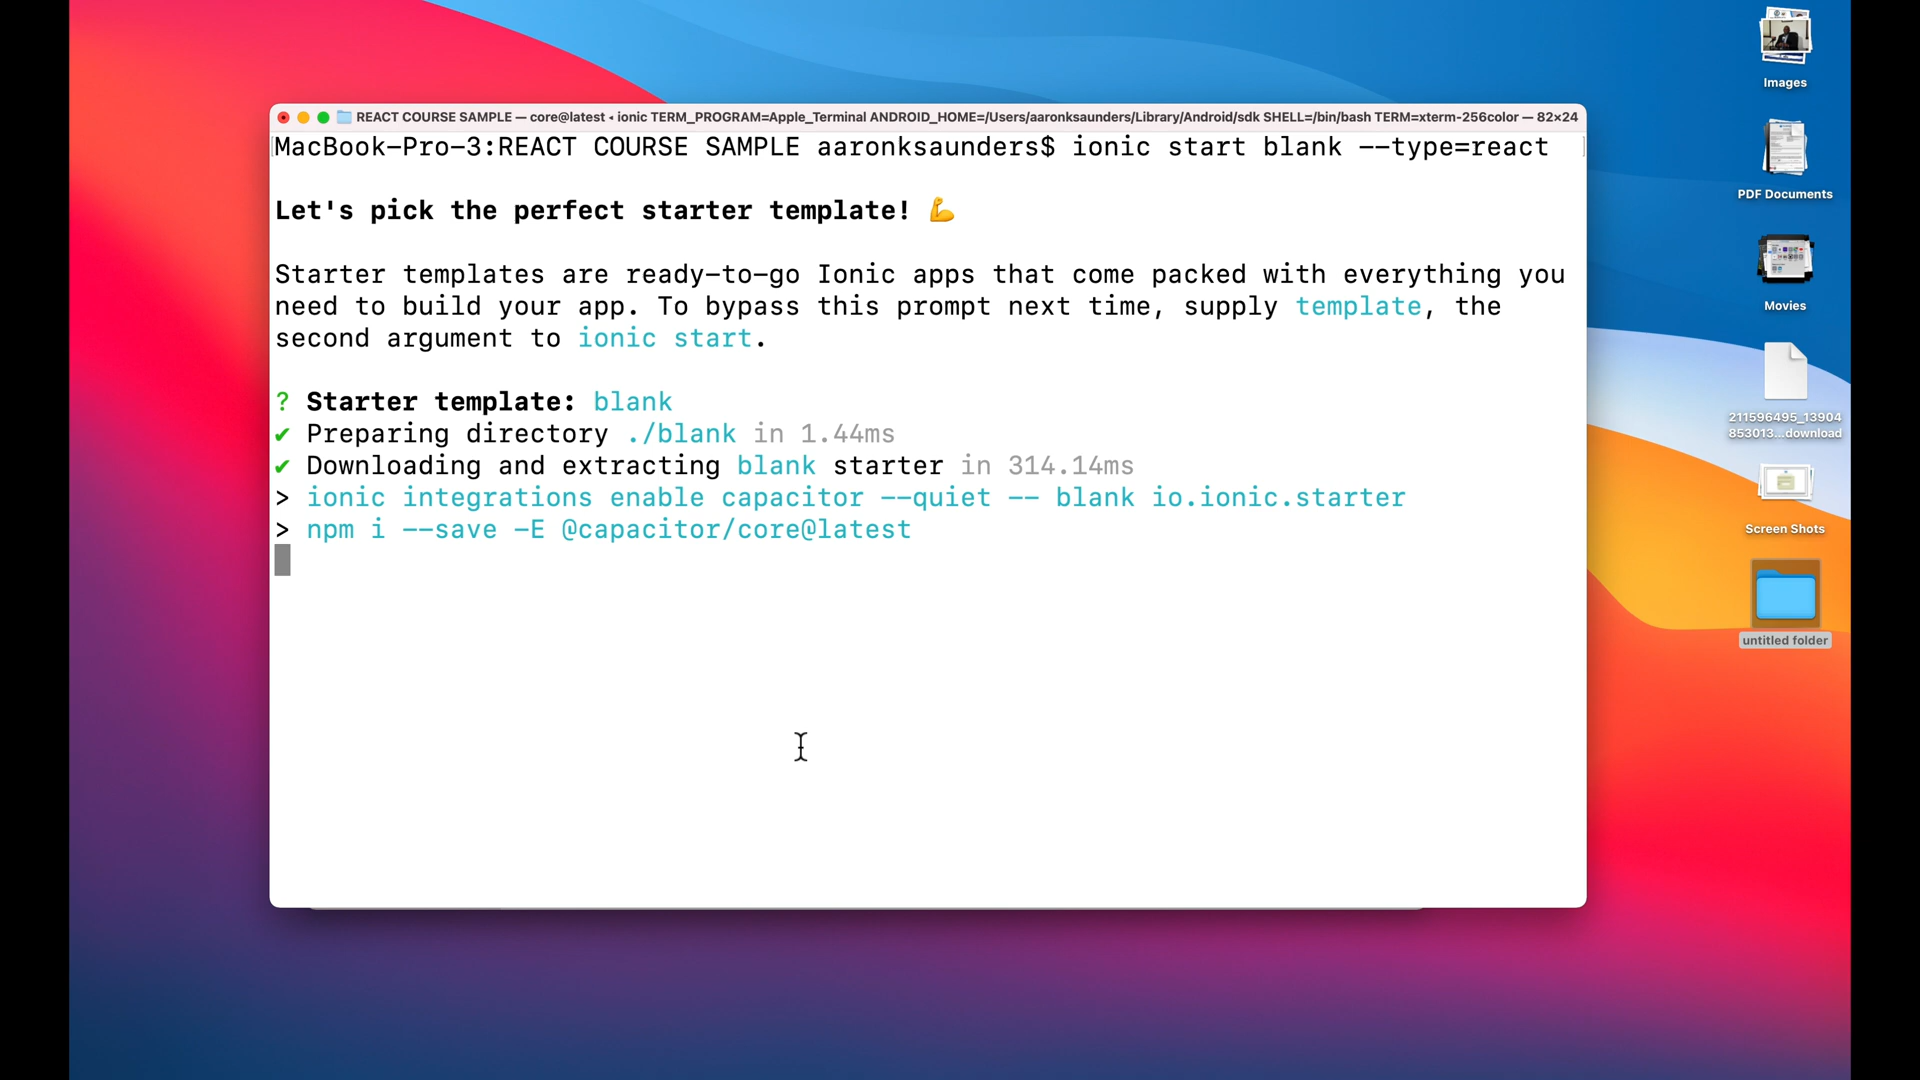 REACT COURSE SAMPLE — core@latest ◂ ionic TERM_PROGRAM=Apple_Terminal ANDROID_HOME=/Users/aaronksaunders/Library/Android/sdk SHELL=/bin/bash TERM=xterm-256color — 82×24
MacBook-Pro-3:REACT COURSE SAMPLE aaronksaunders$ ionic start blank --type=react
Let's pick the perfect starter template! 💪
Starter templates are ready-to-go Ionic apps that come packed with everything you
need to build your app. To bypass this prompt next time, supply template, the
second argument to ionic start.
? Starter template: blank
✔ Preparing directory ./blank in 1.44ms
✔ Downloading and extracting blank starter in 314.14ms
> ionic integrations enable capacitor --quiet -- blank io.ionic.starter
> npm i --save -E @capacitor/core@latest
Images
PDF Documents
Movies
211596495_13904
853013...download
Screen Shots
untitled folder